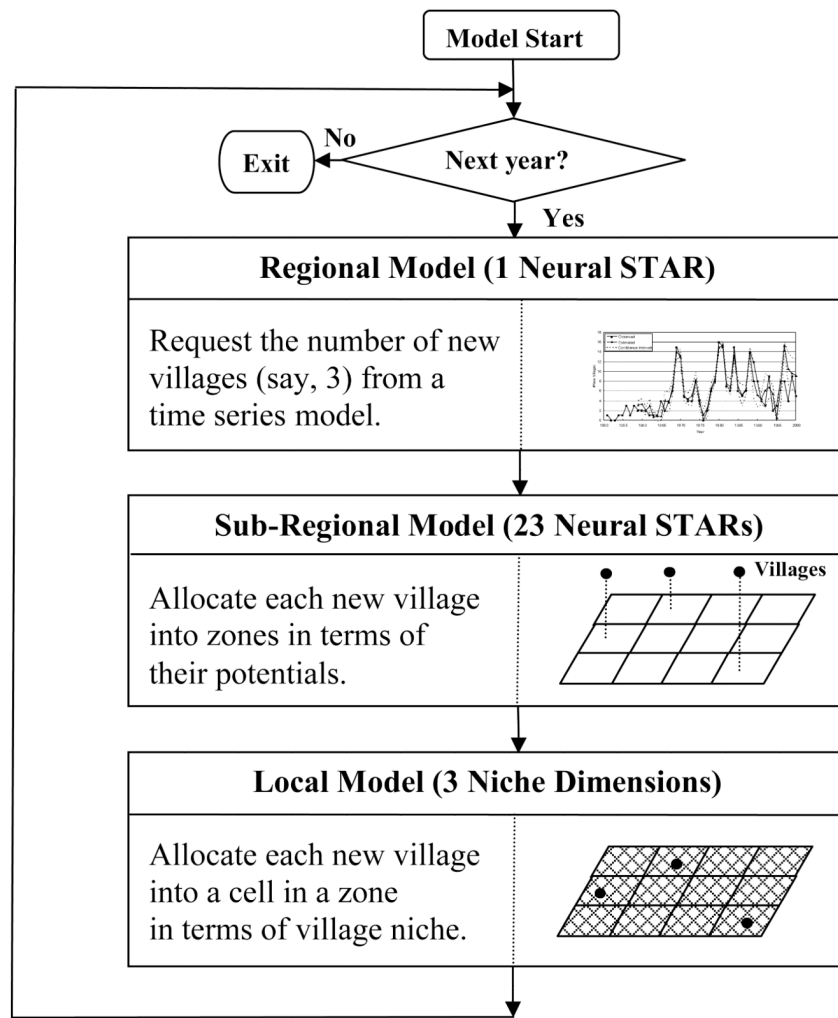 Model Start
No
Exit
Next year?
Yes
Regional Model (1 Neural STAR)
Request the number of new
villages (say, 3) from a
time series model.
Year
Sub-Regional Model (23 Neural STARs)
Villages
Allocate each new village
into zones in terms of
their potentials.
Local Model (3 Niche Dimensions)
Allocate each new village
into a cell in a zone
in terms of village niche.